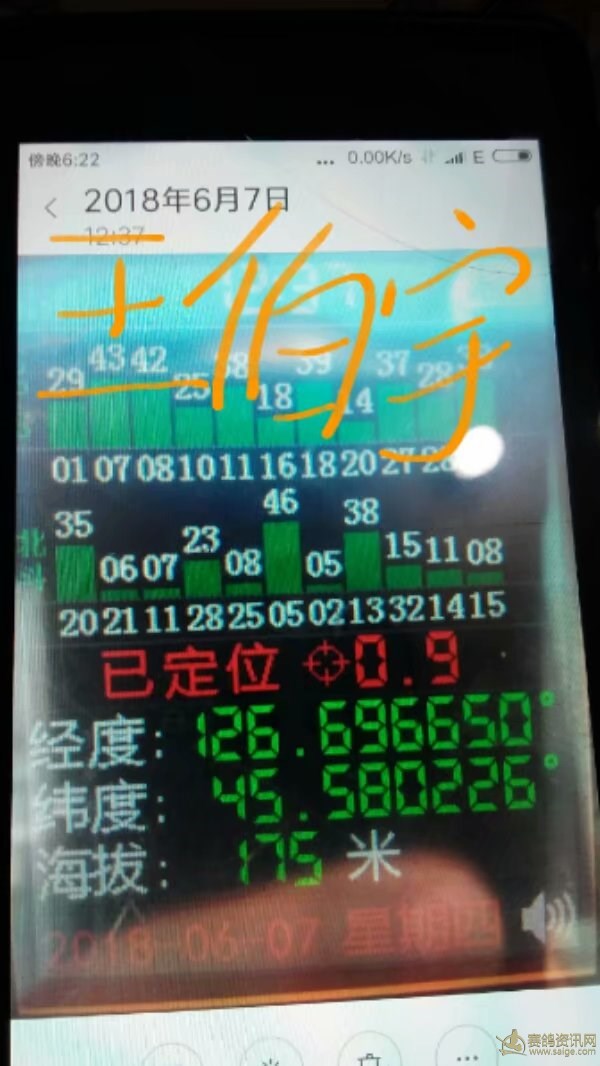 傍晚6:22 ... 0.00K/s E
2018年6月7日
12:37
王伯宇
29 43 42 25 38 18 39 14 37 28
01 07 08 10 11 16 18 20 27 28
北斗
35 06 07 23 08 46 05 38 15 11 08
20 21 11 28 25 05 02 13 32 14 15
已定位 0.9
经度: 126.696650°
纬度: 45.580226°
海拔: 175 米
2018-06-07 星期四
赛鸽资讯网
www.saige.com